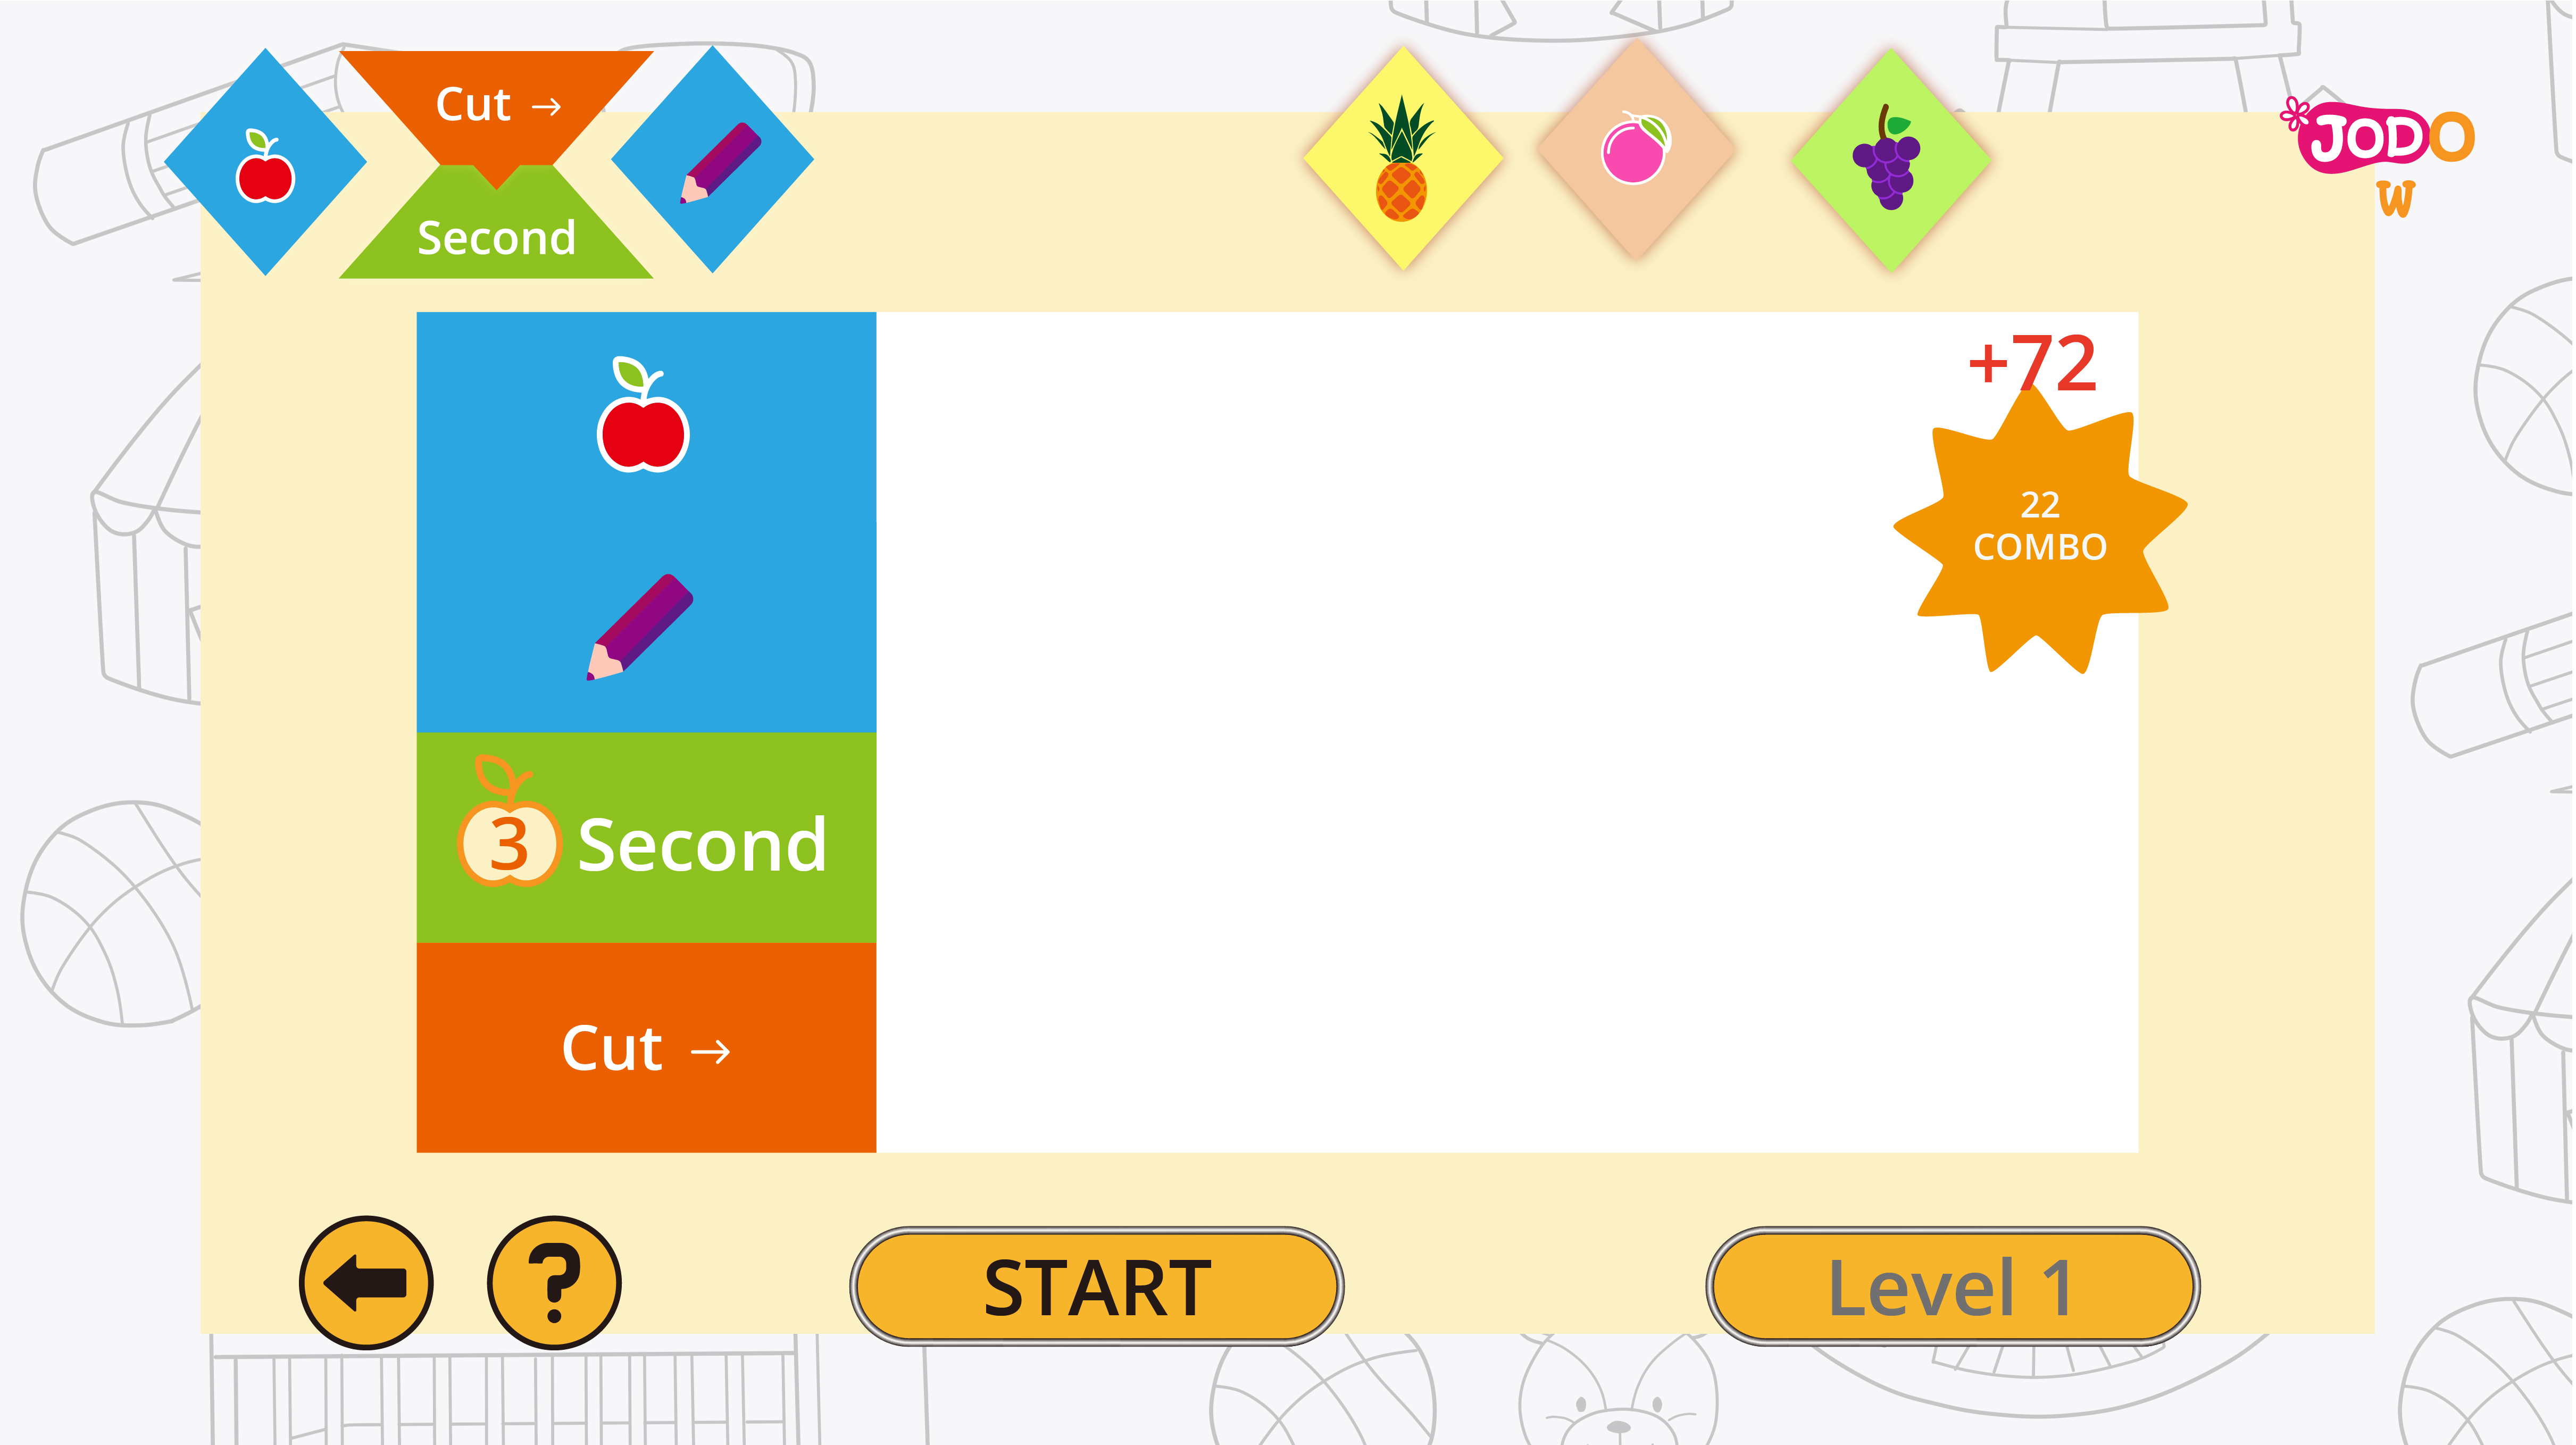 Cut →
Second
JODO
W
+72
22
COMBO
3 Second
Cut →
?
START
Level 1